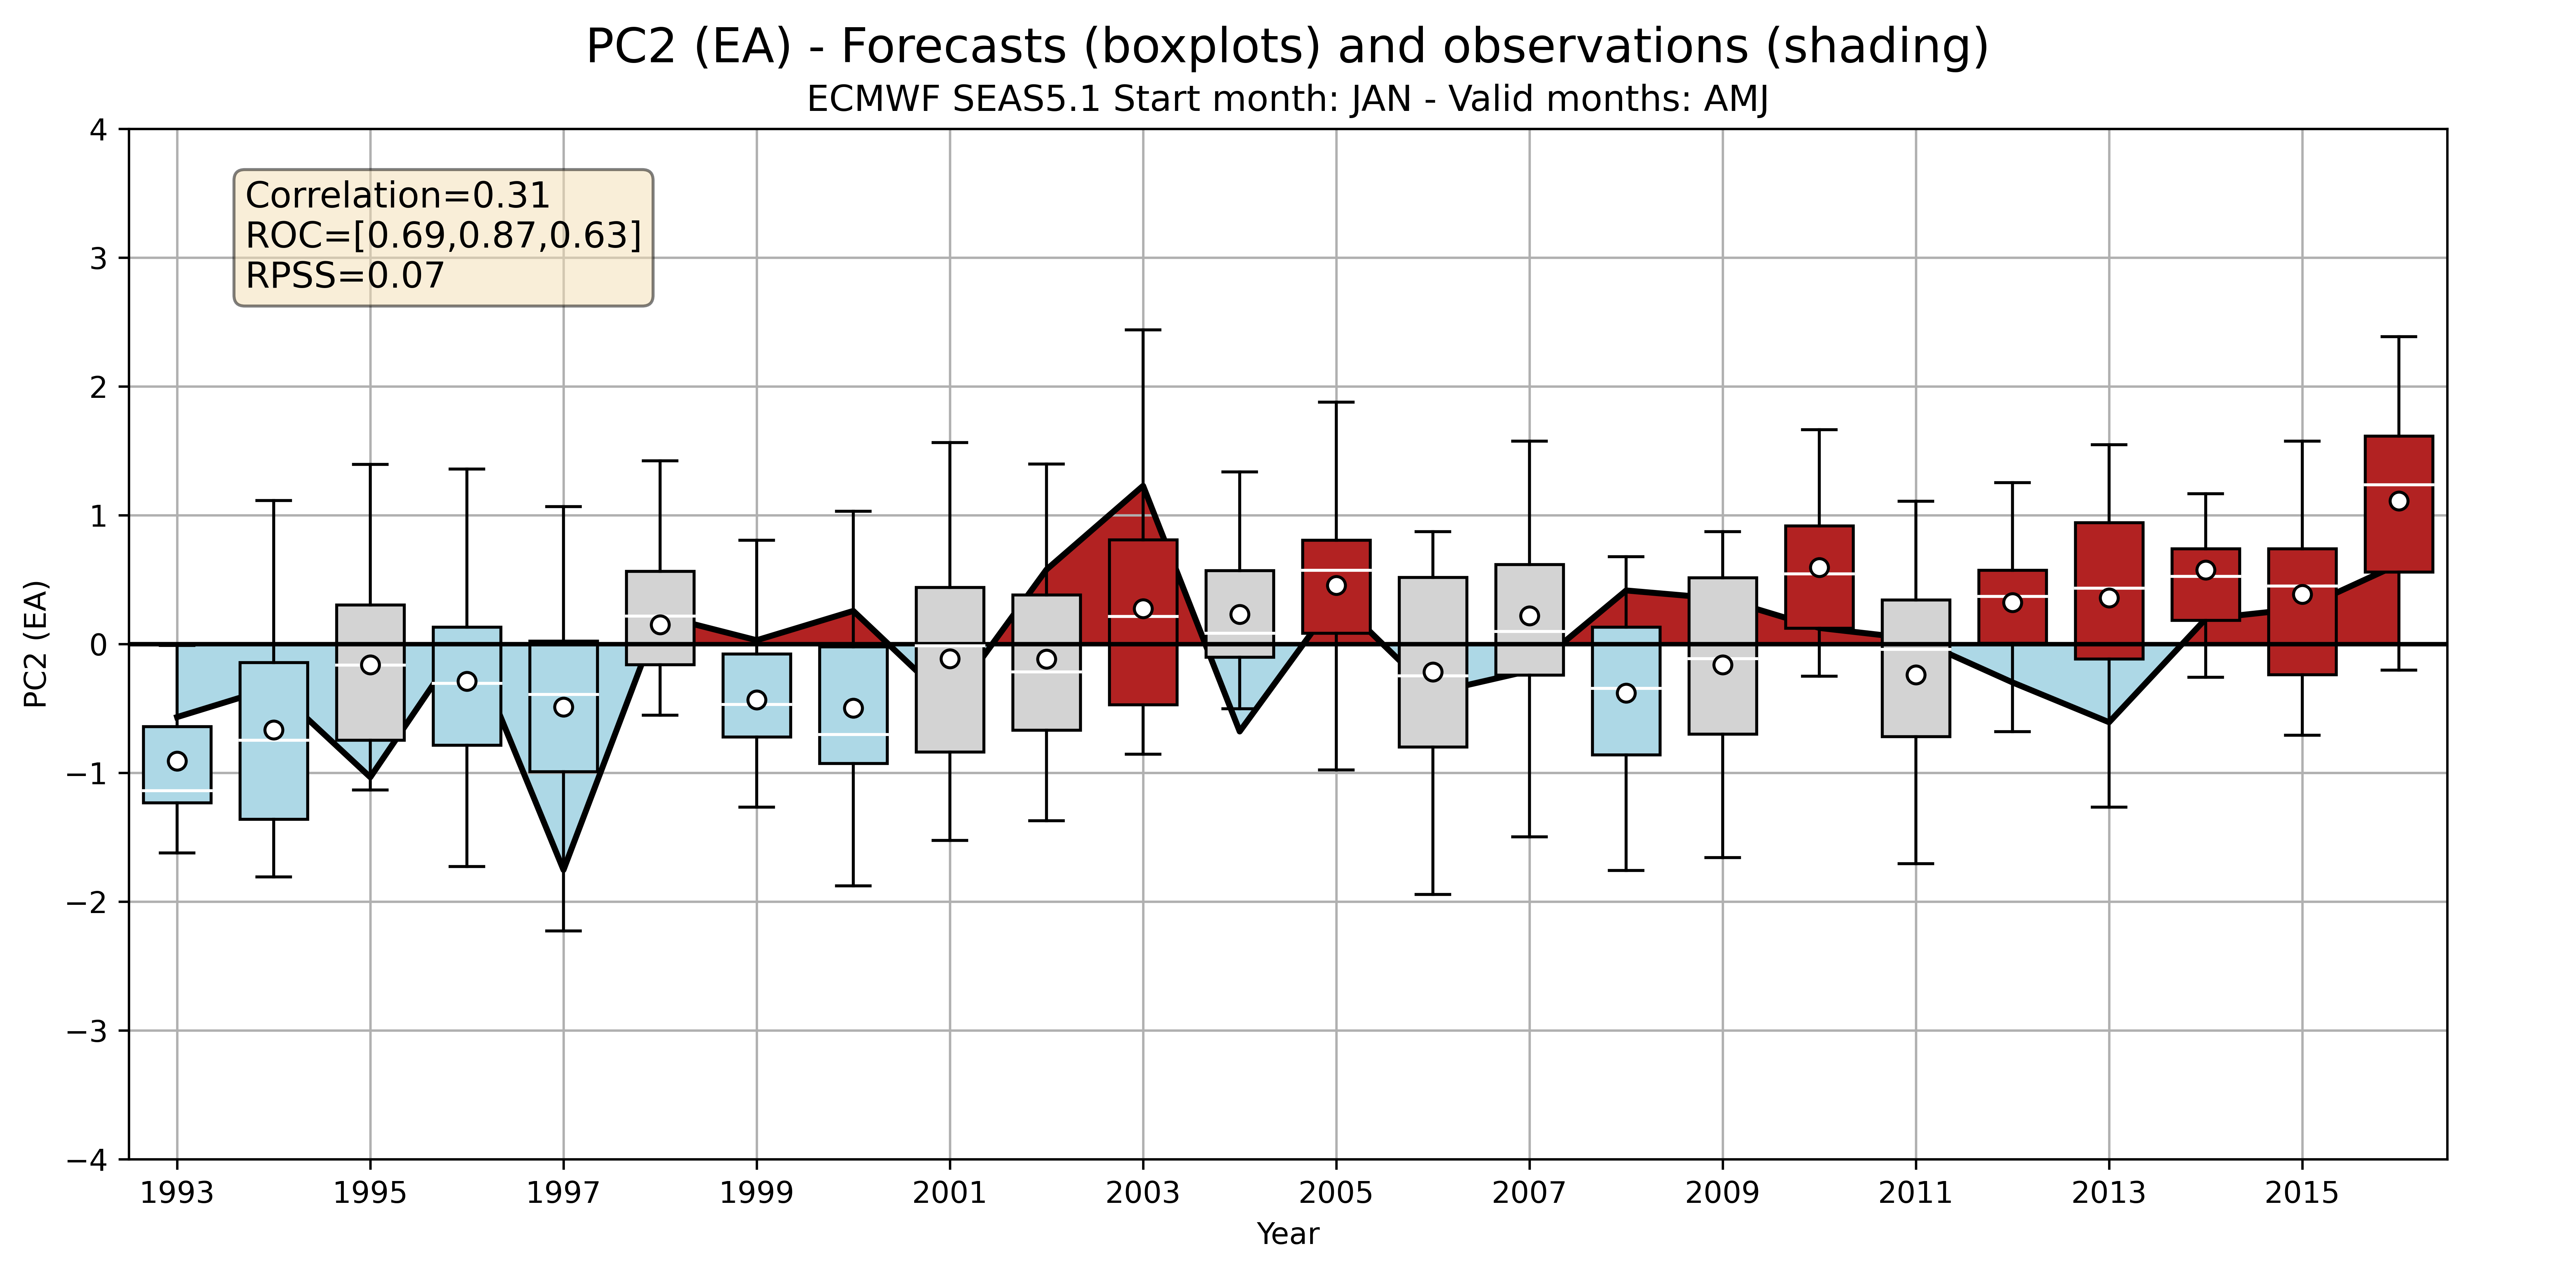 PC2 (EA) - Forecasts (boxplots) and observations (shading)
ECMWF SEAS5.1 Start month: JAN - Valid months: AMJ
Correlation=0.31
ROC=[0.69,0.87,0.63]
RPSS=0.07
PC2 (EA)
4
3
2
1
0
−1
−2
−3
−4
1993 1995 1997 1999 2001 2003 2005 2007 2009 2011 2013 2015
Year